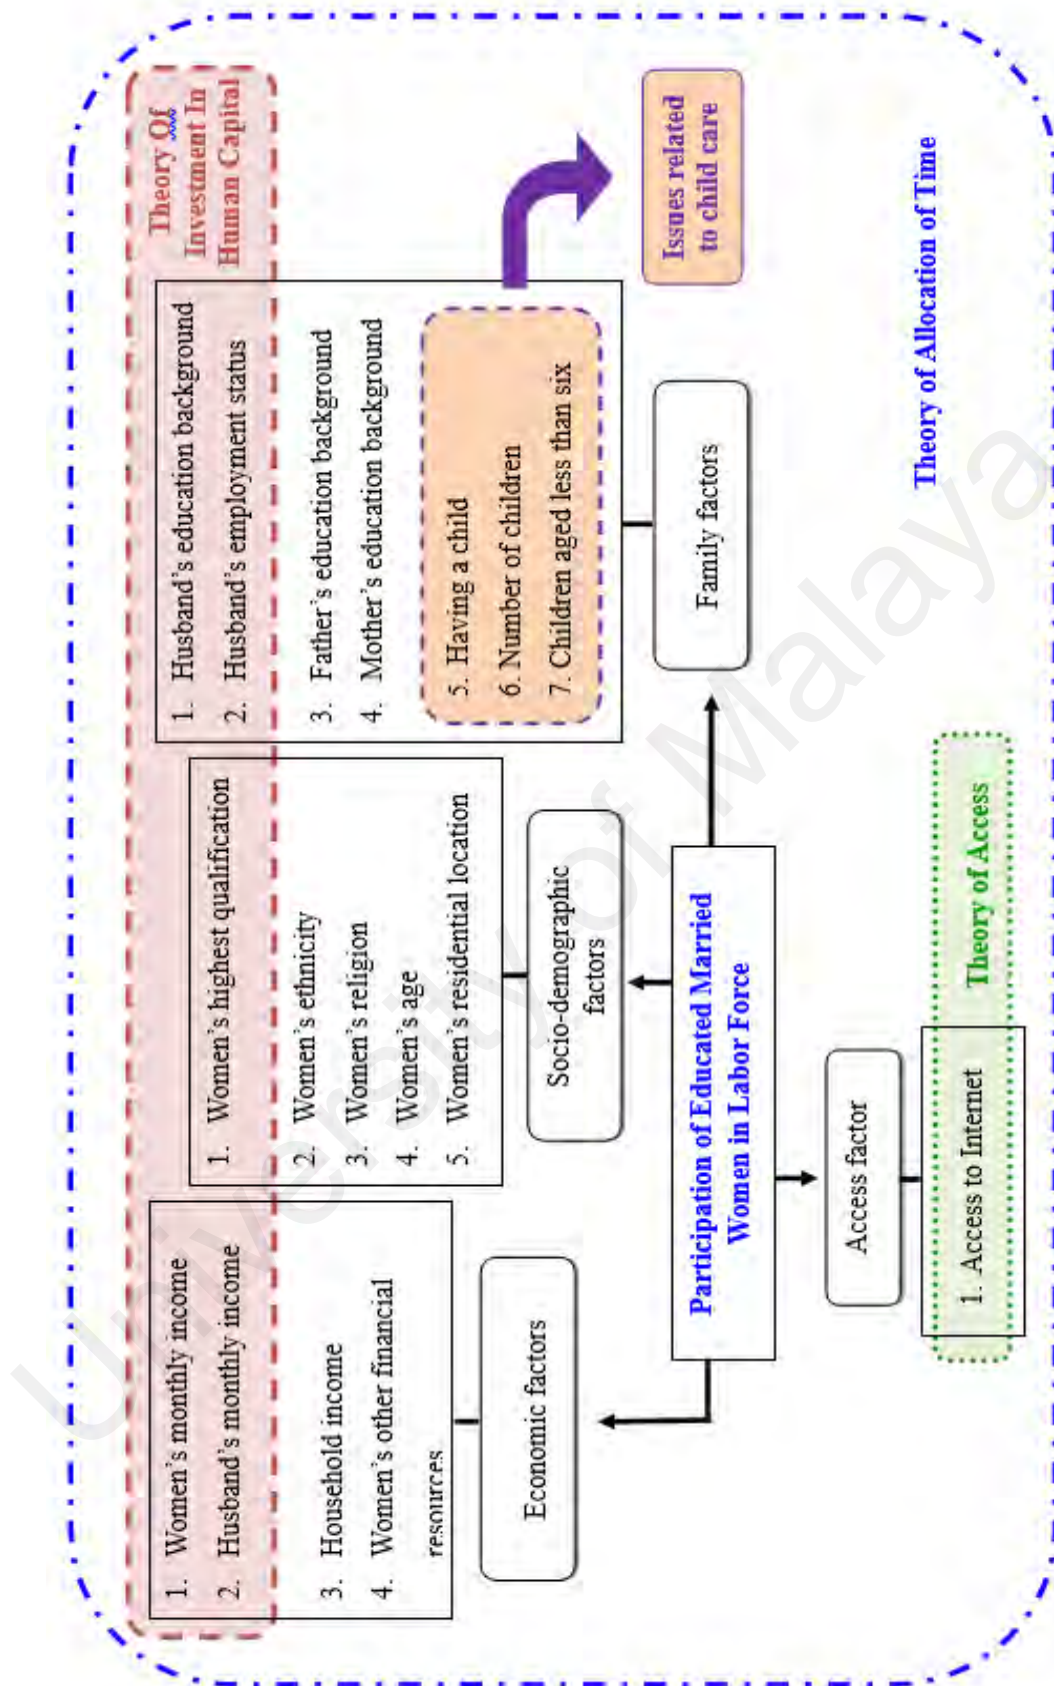 Theory Of
Investment In
Human Capital
1. Women's monthly income
2. Husband's monthly income
3. Household income
4. Women's other financial
resources
Economic factors
1. Women's highest qualification
2. Women's ethnicity
3. Women's religion
4. Women's age
5. Women's residential location
Socio-demographic
factors
1. Husband's education background
2. Husband's employment status
3. Father's education background
4. Mother's education background
5. Having a child
6. Number of children
7. Children aged less than six
Family factors
Issues related
to child care
Participation of Educated Married
Women in Labor Force
Access factor
1. Access to Internet
Theory of Access
Theory of Allocation of Time
University of Malaya